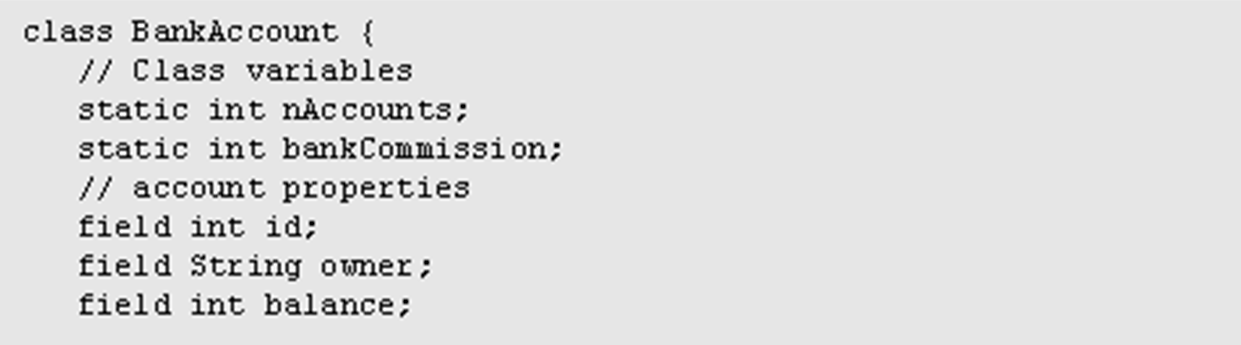 class BankAccount {
   // Class variables
   static int nAccounts;
   static int bankCommission;
   // account properties
   field int id;
   field String owner;
   field int balance;